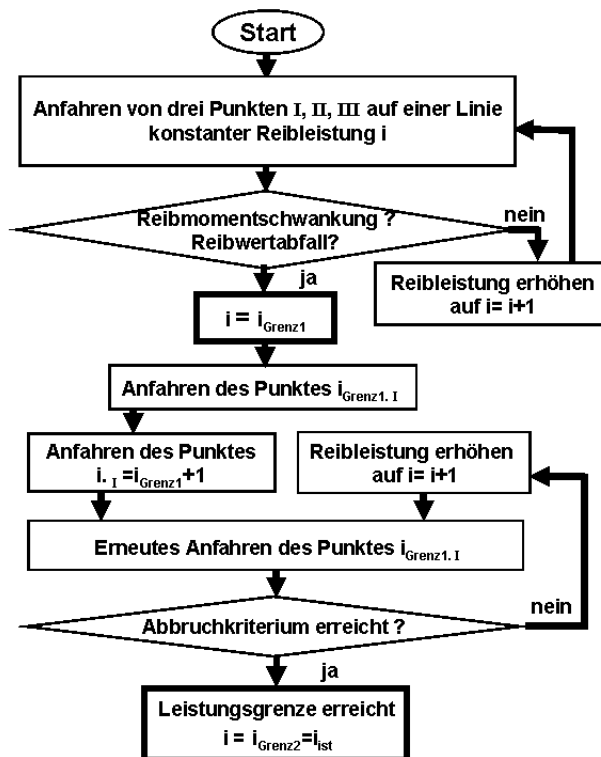 Start
Anfahren von drei Punkten I, II, III auf einer Linie
konstanter Reibleistung i
Reibmomentschwankung ?
Reibwertabfall?
nein
Reibleistung erhöhen
auf i= i+1
ja
i = iGrenz1
Anfahren des Punktes iGrenz1. I
Anfahren des Punktes
i. I =iGrenz1+1
Reibleistung erhöhen
auf i= i+1
Erneutes Anfahren des Punktes iGrenz1. I
Abbruchkriterium erreicht ?
nein
ja
Leistungsgrenze erreicht
i = iGrenz2=iist